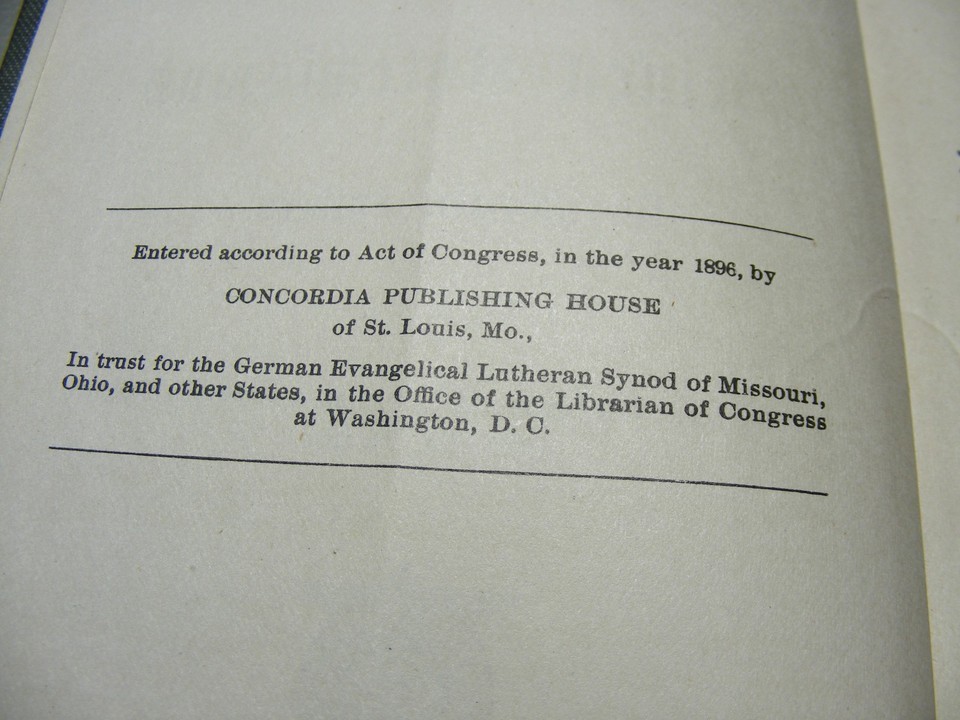 Entered according to Act of Congress, in the year 1896, by
CONCORDIA PUBLISHING HOUSE
of St. Louis, Mo.,
In trust for the German Evangelical Lutheran Synod of Missouri,
Ohio, and other States, in the Office of the Librarian of Congress
at Washington, D. C.